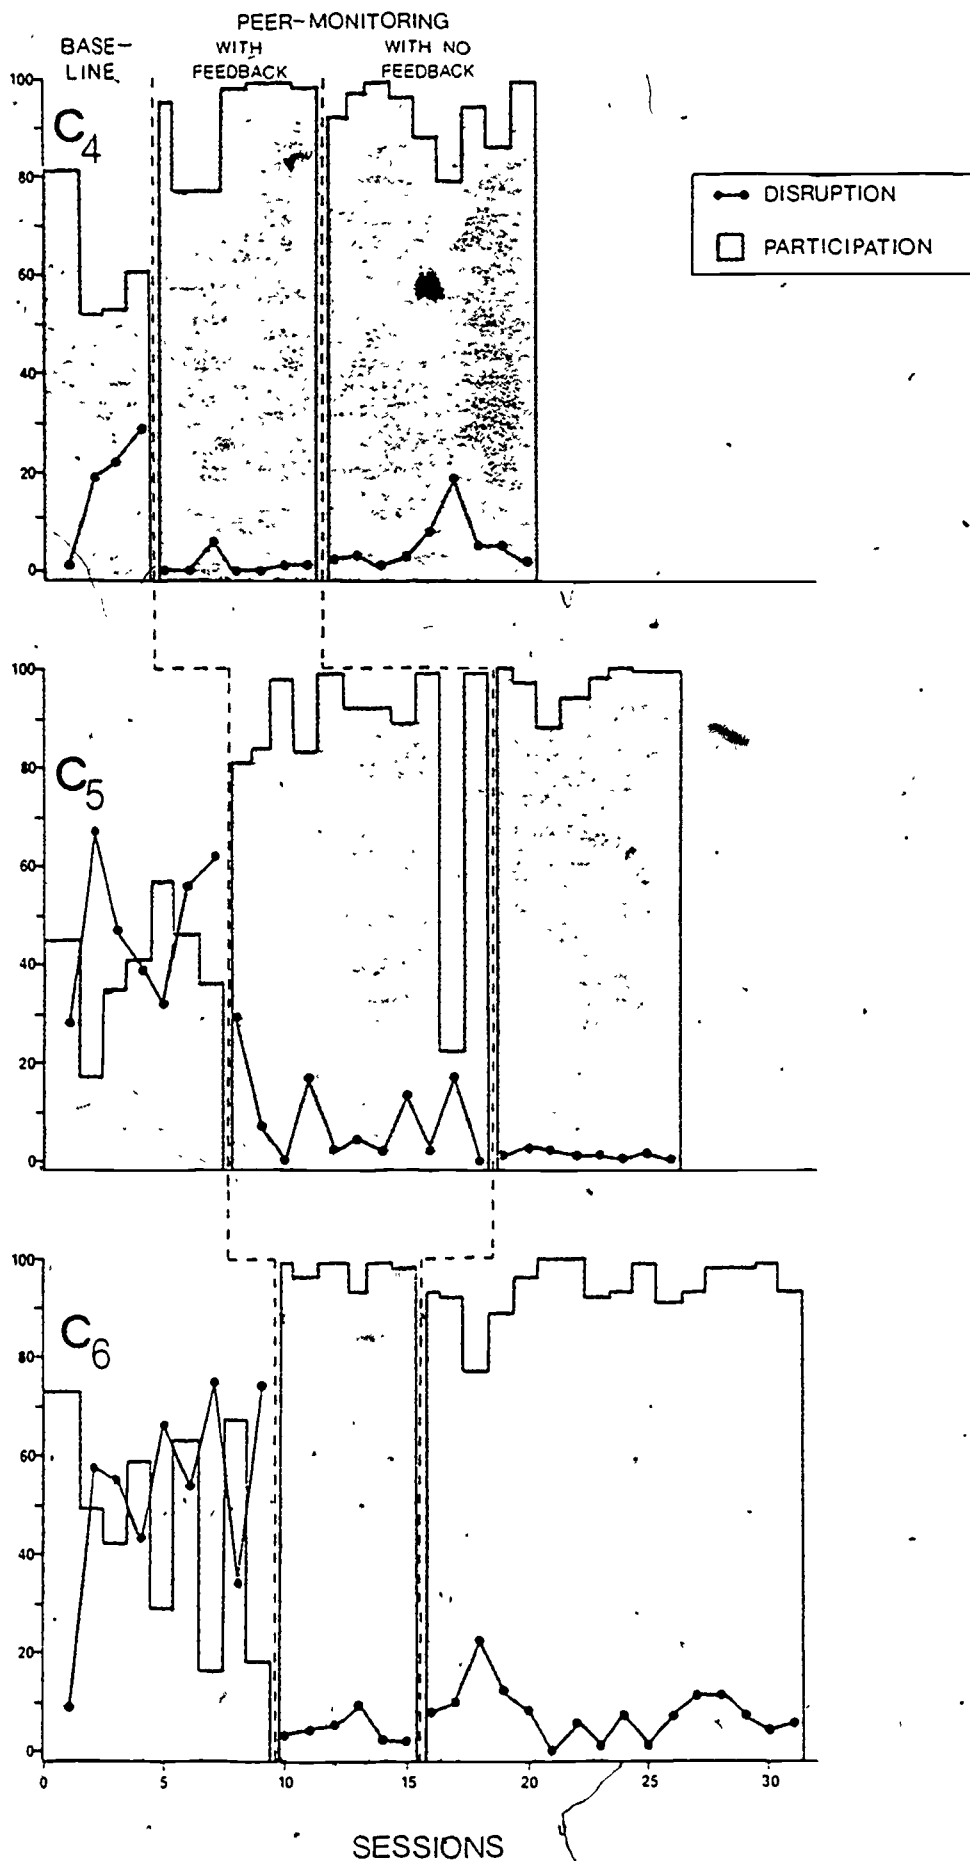 PEER-MONITORING
BASE-
LINE
WITH
FEEDBACK
WITH NO
FEEDBACK
100
80
60
40
20
0
C4
DISRUPTION
PARTICIPATION
100
80
60
40
20
0
C5
100
80
60
40
20
0
C6
0 5 10 15 20 25 30
SESSIONS